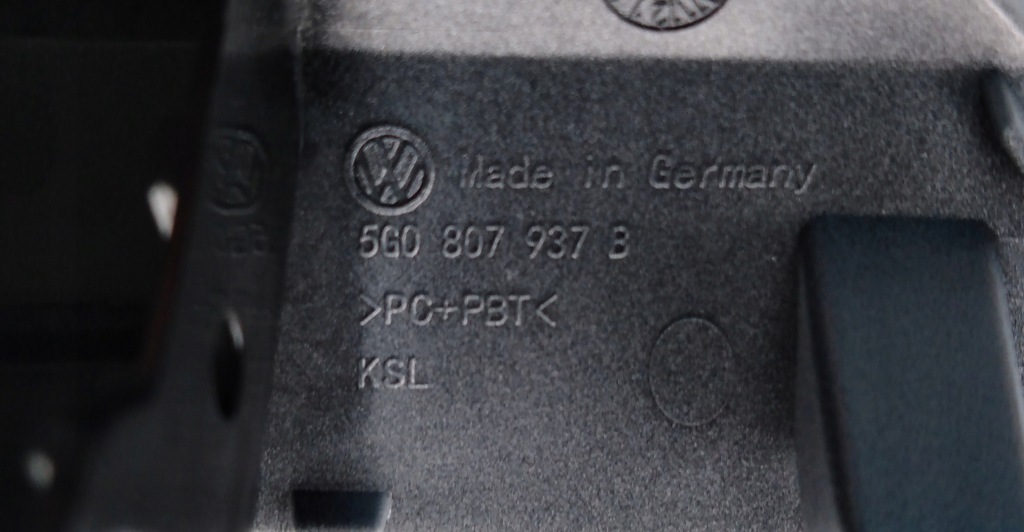 Made in Germany
5G0 807 937 B
>PC+PBT<
KSL